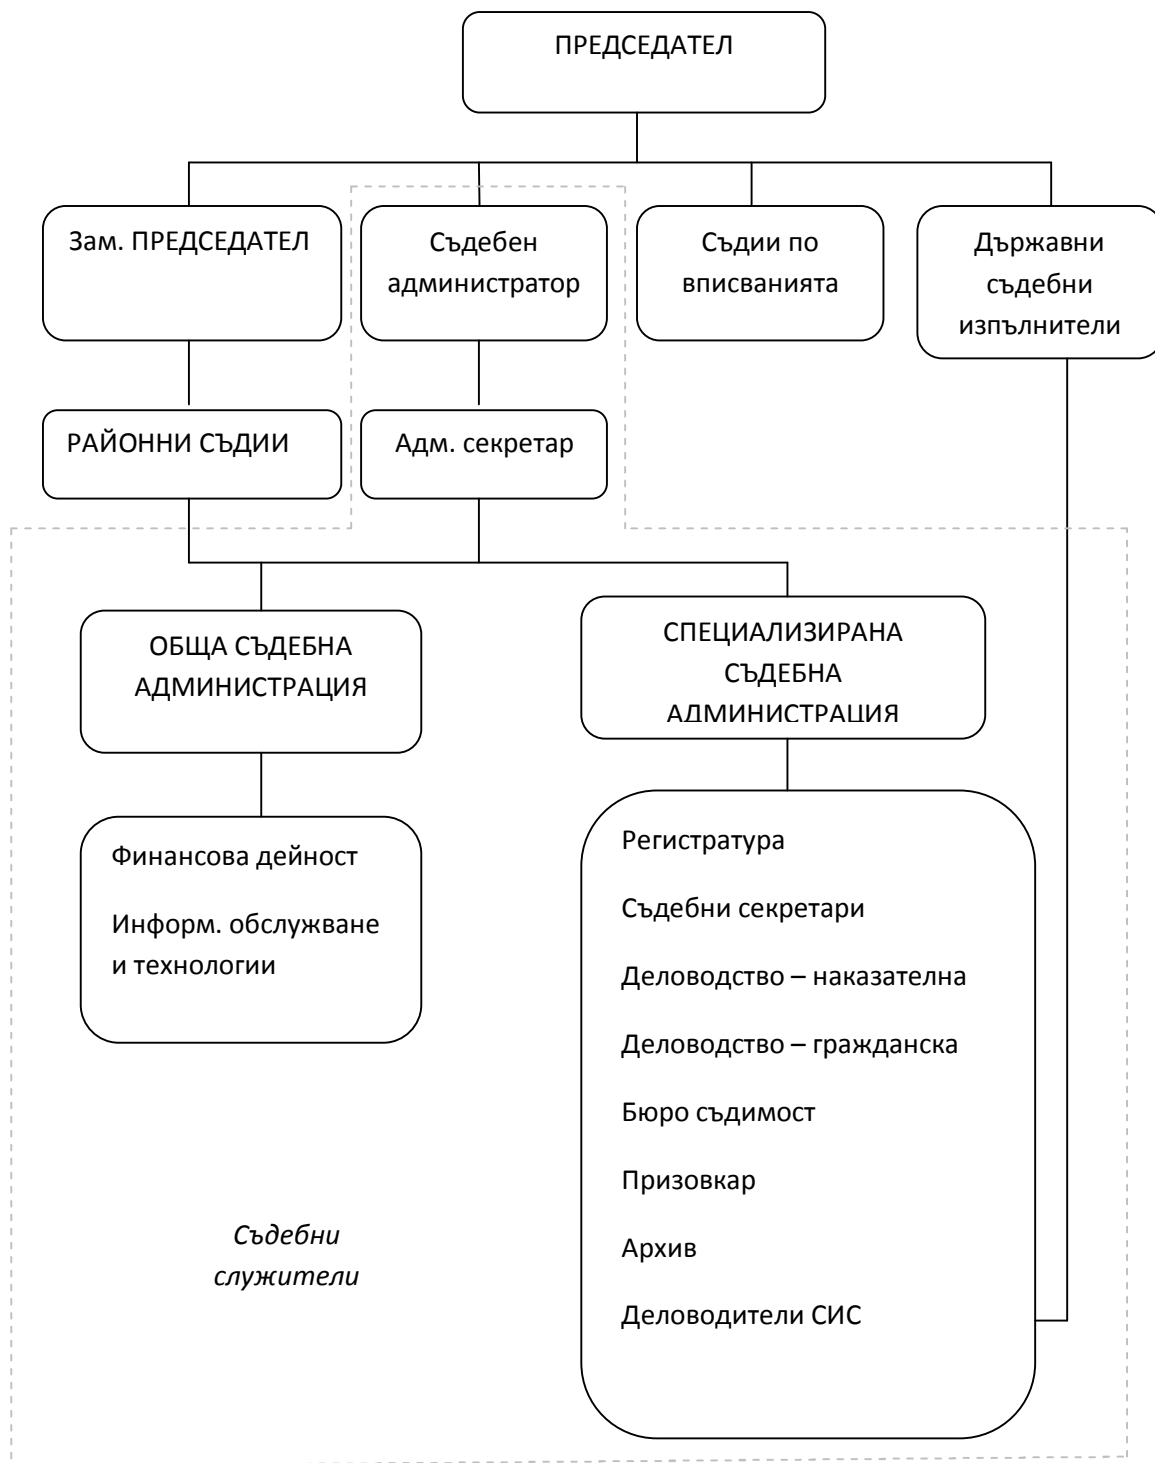 ПРЕДСЕДАТЕЛ
Зам. ПРЕДСЕДАТЕЛ
Съдебен
администратор
Съдии по
вписванията
Държавни
съдебни
изпълнители
РАЙОННИ СЪДИИ
Адм. секретар
ОБЩА СЪДЕБНА
АДМИНИСТРАЦИЯ
СПЕЦИАЛИЗИРАНА
СЪДЕБНА
АДМИНИСТРАЦИЯ
Финансова дейност
Информ. обслужване
и технологии
Регистратура
Съдебни секретари
Деловодство – наказателна
Деловодство – гражданска
Бюро съдимост
Призовкар
Архив
Деловодители СИС
Съдебни
служители